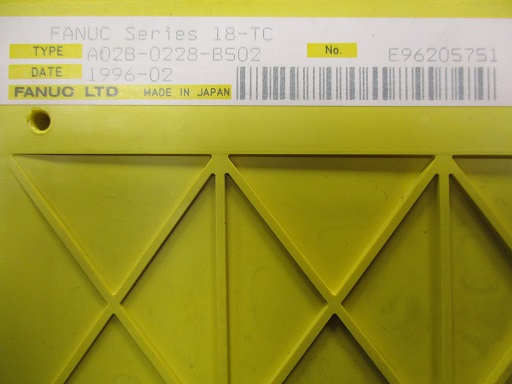 FANUC Series 18-TC
TYPE A02B-0228-B502 No. E96205751
DATE 1996-02
FANUC LTD MADE IN JAPAN